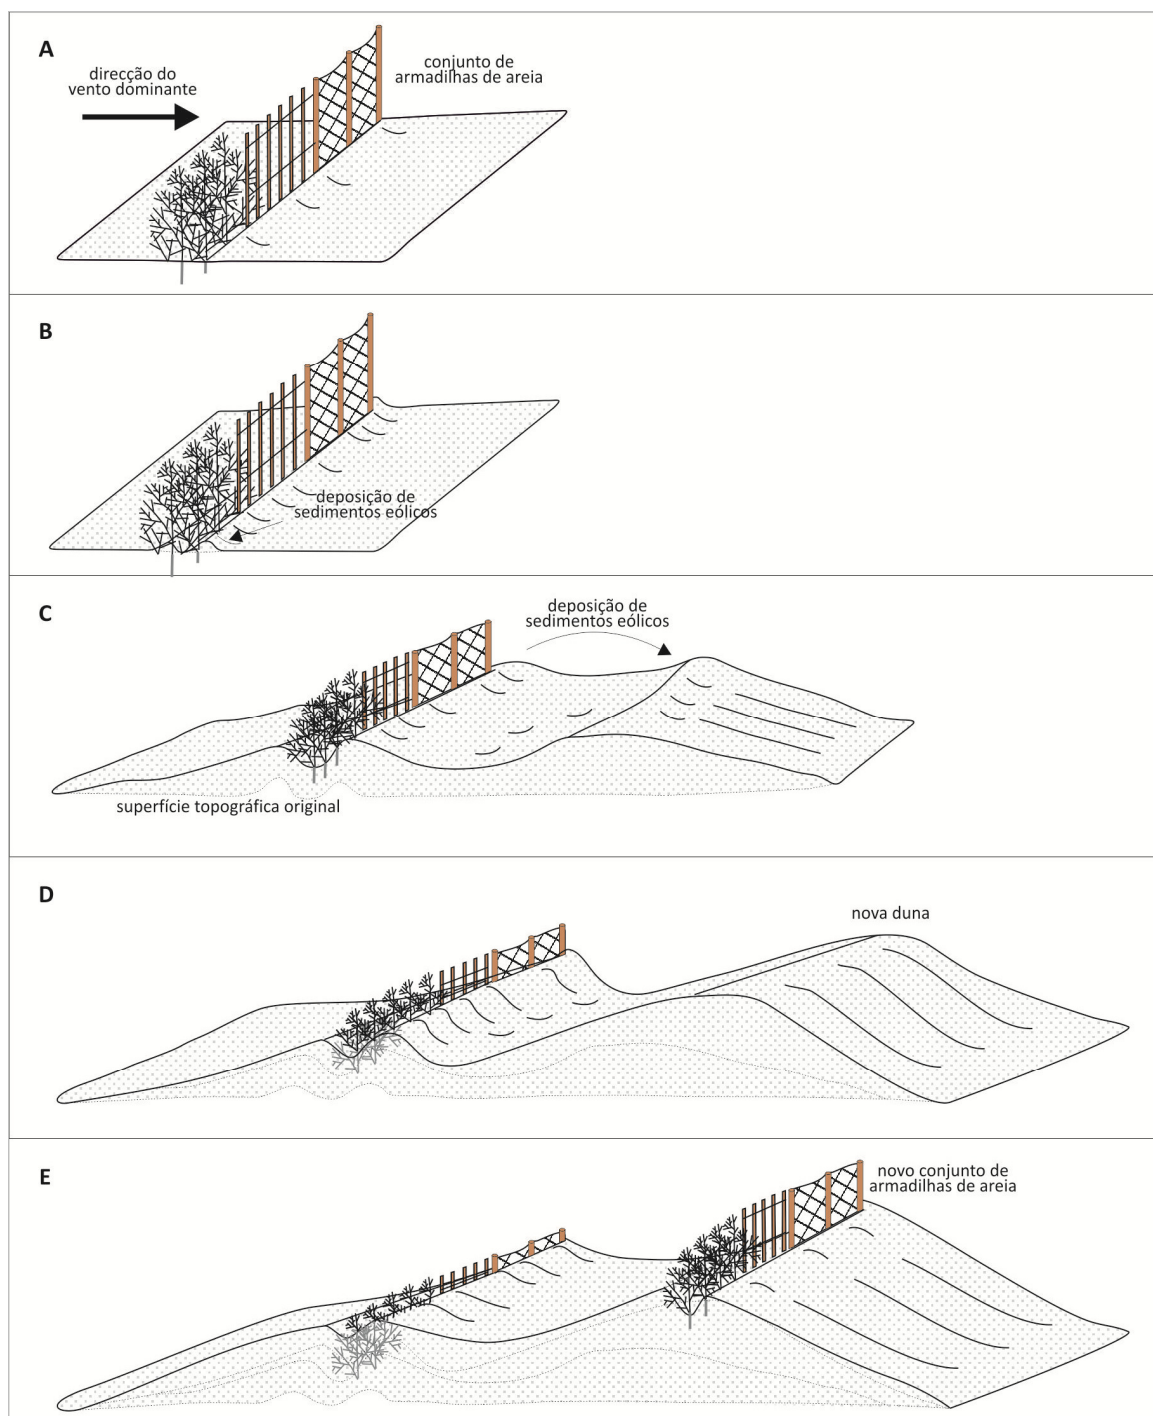 A
direcção do
vento dominante
conjunto de
armadilhas de areia
B
deposição de
sedimentos eólicos
C
deposição de
sedimentos eólicos
superfície topográfica original
D
nova duna
E
novo conjunto de
armadilhas de areia